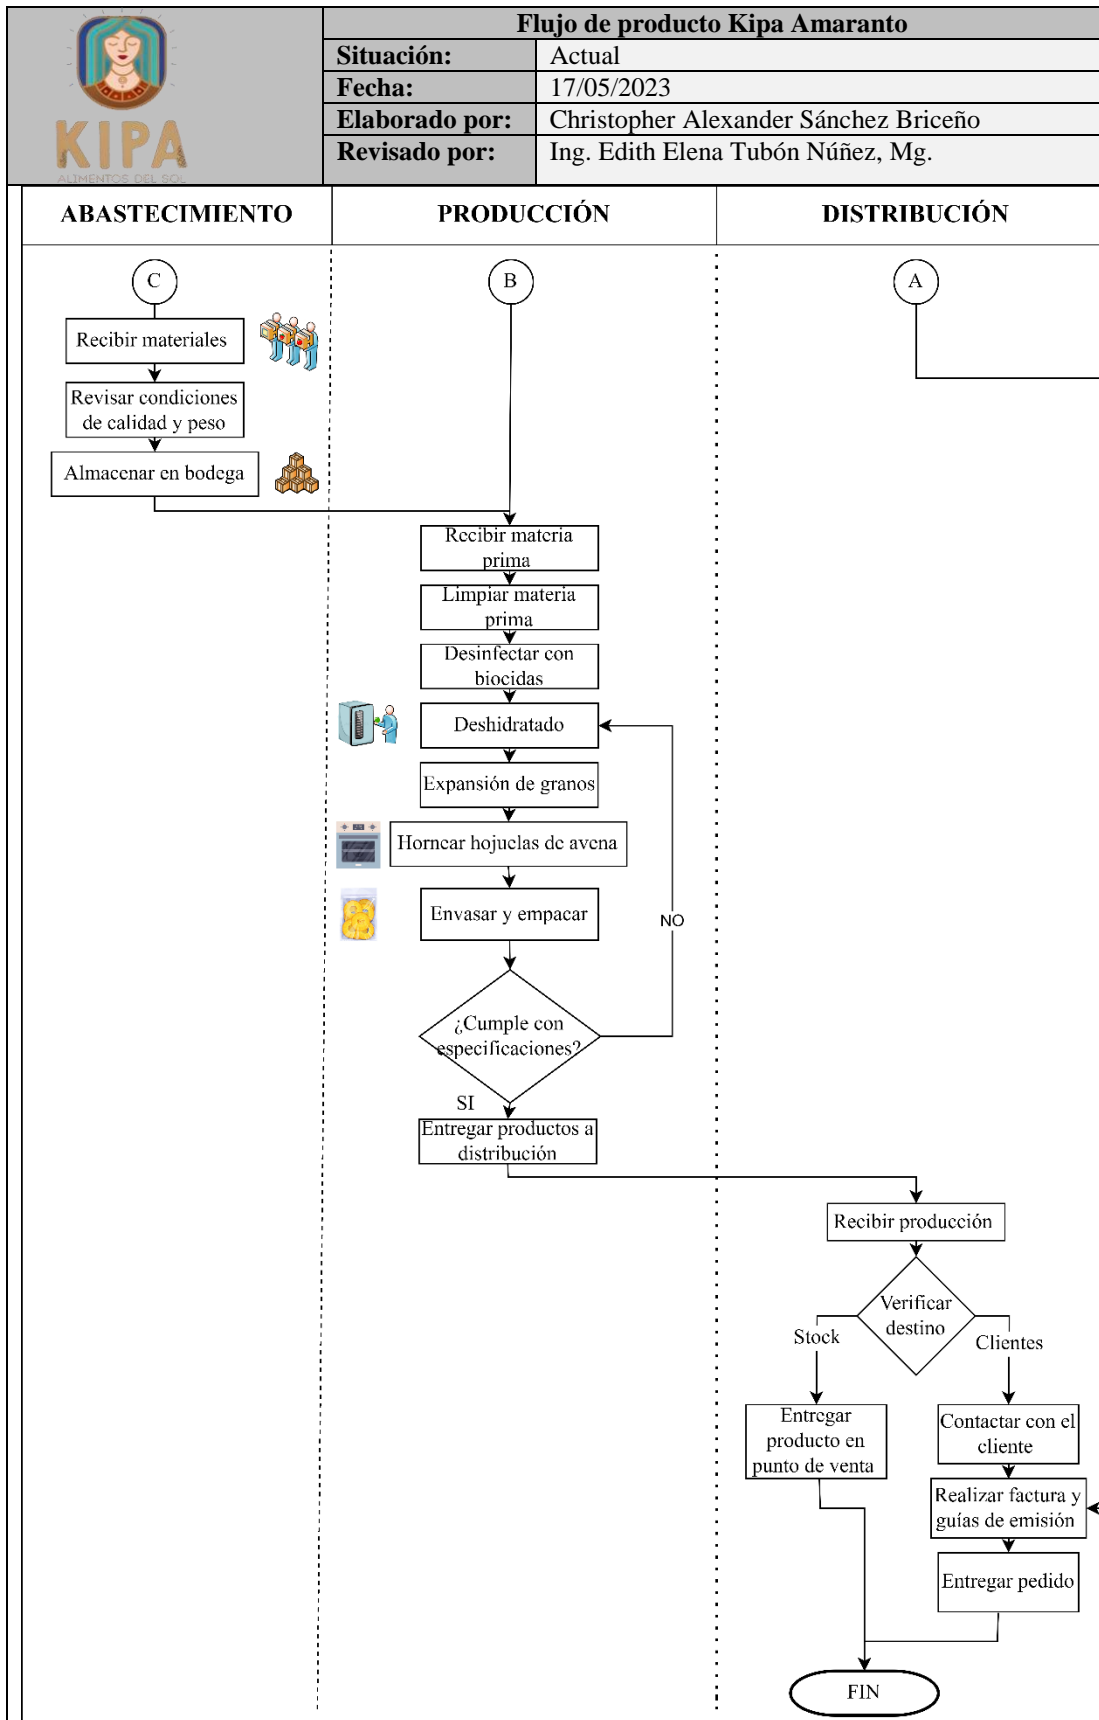 Flujo de producto Kipa Amaranto
Situación: Actual
Fecha: 17/05/2023
Elaborado por: Christopher Alexander Sánchez Briceño
Revisado por: Ing. Edith Elena Tubón Núñez, Mg.
KIPA
ALIMENTOS DEL SOL
ABASTECIMIENTO
PRODUCCIÓN
DISTRIBUCIÓN
C
B
A
Recibir materiales
Revisar condiciones
de calidad y peso
Almacenar en bodega
Recibir materia
prima
Limpiar materia
prima
Desinfectar con
biocidas
Deshidratado
Expansión de granos
Hornear hojuelas de avena
Envasar y empacar
NO
¿Cumple con
especificaciones?
SI
Entregar productos a
distribución
Recibir producción
Verificar
destino
Stock
Clientes
Entregar
producto en
punto de venta
Contactar con el
cliente
Realizar factura y
guías de emisión
Entregar pedido
FIN